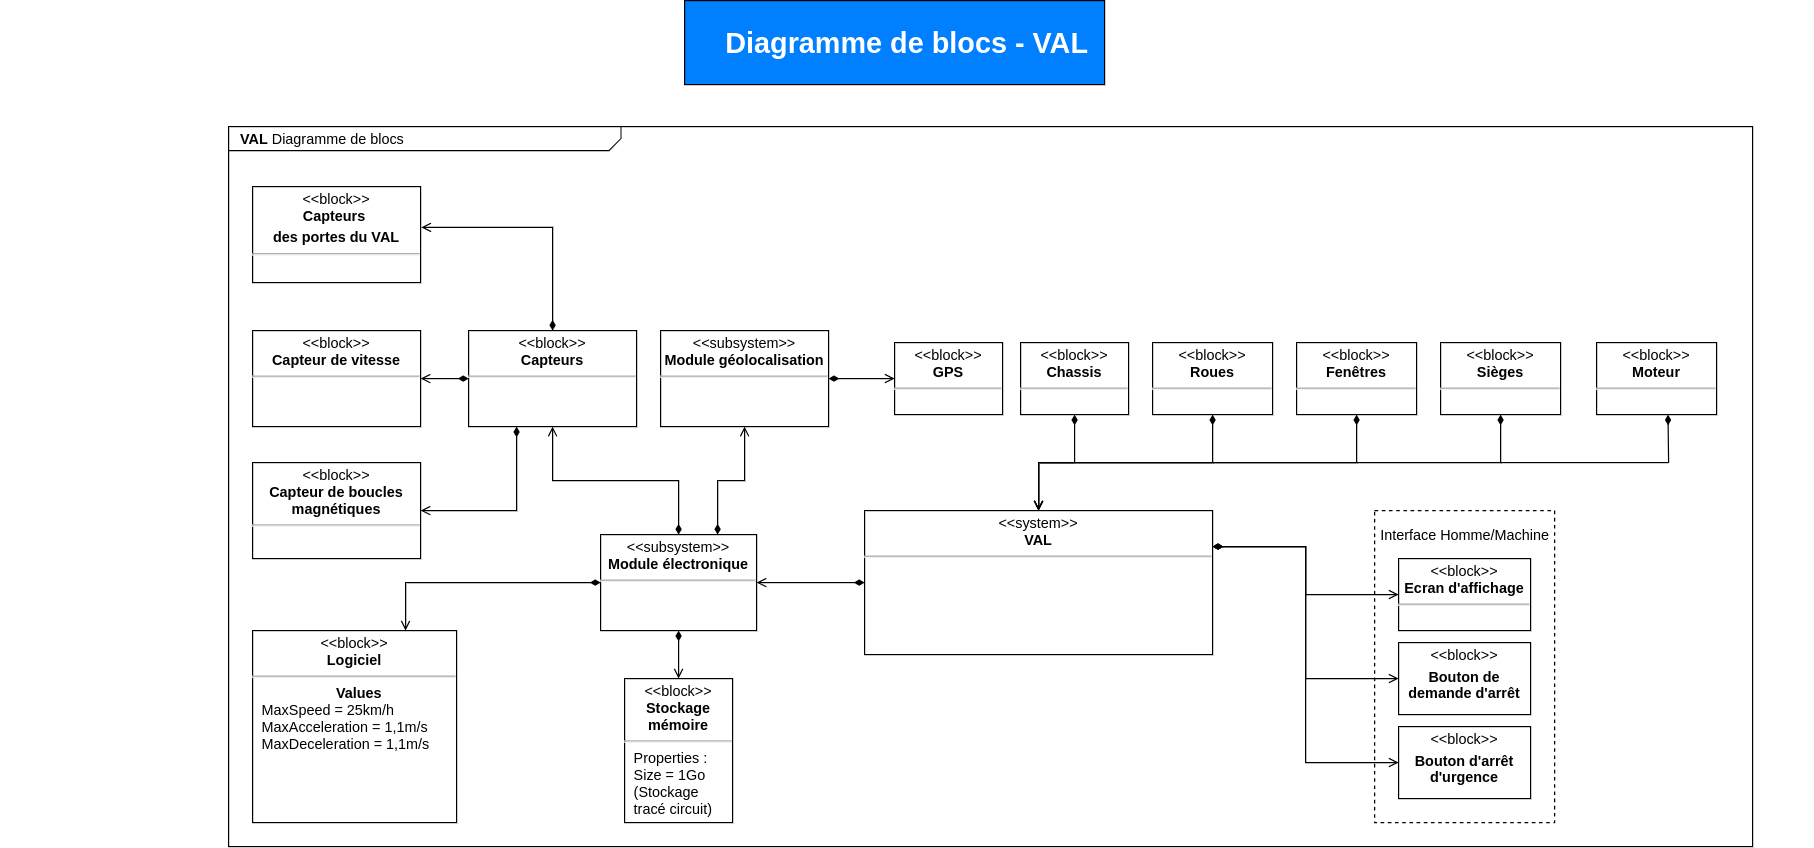 Diagramme de blocs - VAL
VAL Diagramme de blocs
<<block>>
Capteurs
des portes du VAL
<<block>>
Capteur de vitesse
<<block>>
Capteurs
<<subsystem>>
Module géolocalisation
<<block>>
GPS
<<block>>
Chassis
<<block>>
Roues
<<block>>
Fenêtres
<<block>>
Sièges
<<block>>
Moteur
<<block>>
Capteur de boucles
magnétiques
<<subsystem>>
Module électronique
<<system>>
VAL
Interface Homme/Machine
<<block>>
Ecran d'affichage
<<block>>
Bouton de
demande d'arrêt
<<block>>
Bouton d'arrêt
d'urgence
<<block>>
Logiciel
Values
MaxSpeed = 25km/h
MaxAcceleration = 1,1m/s
MaxDeceleration = 1,1m/s
<<block>>
Stockage
mémoire
Properties :
Size = 1Go
(Stockage
tracé circuit)